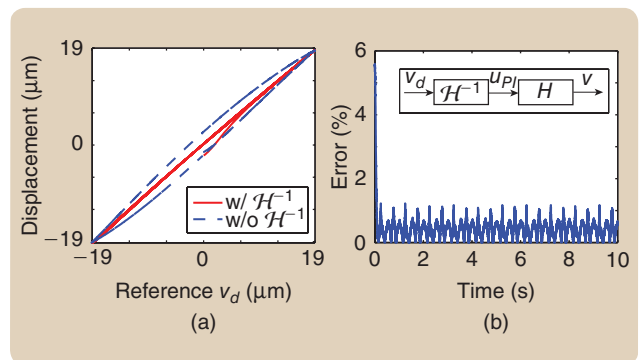 19
0
−19
Displacement (μm)
w/ ℋ⁻¹
w/o ℋ⁻¹
−19
0
19
Reference v_d (μm)
(a)
6
4
2
0
Error (%)
v_d
ℋ⁻¹
u_PI
H
v
0
2
4
6
8
10
Time (s)
(b)